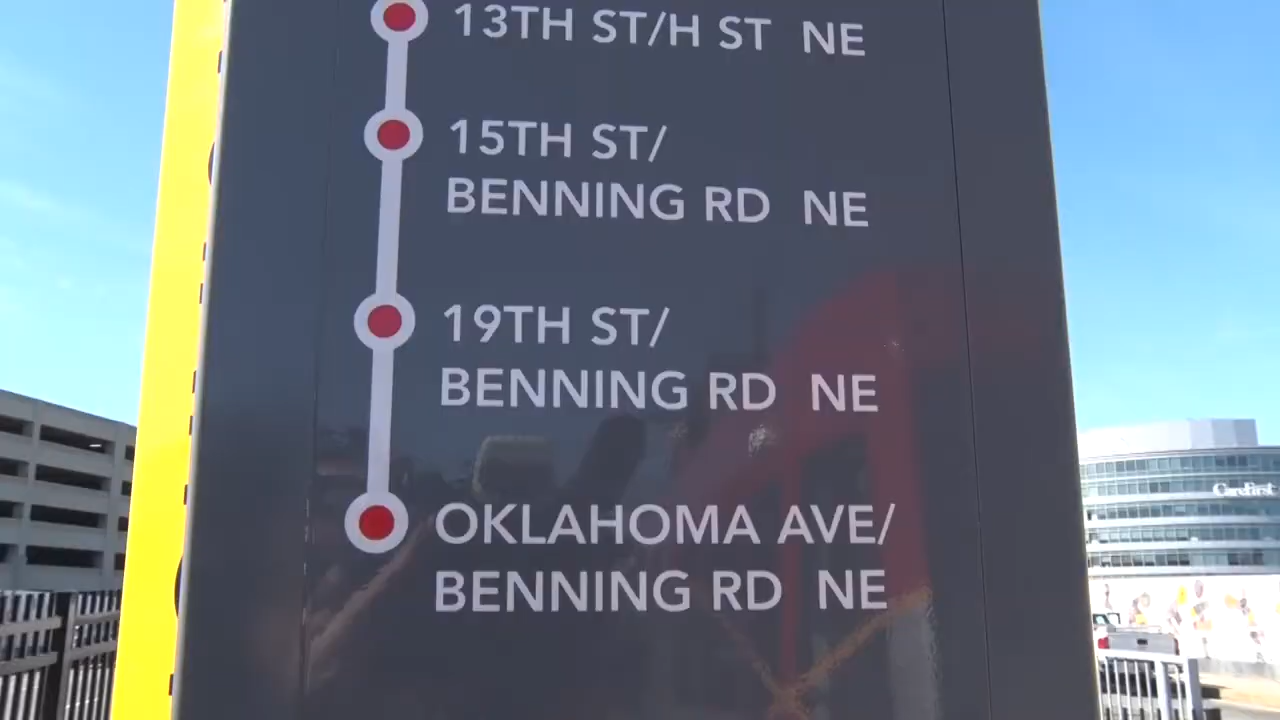 13TH ST/H ST NE
15TH ST/
BENNING RD NE
19TH ST/
BENNING RD NE
OKLAHOMA AVE/
BENNING RD NE
CareFirst